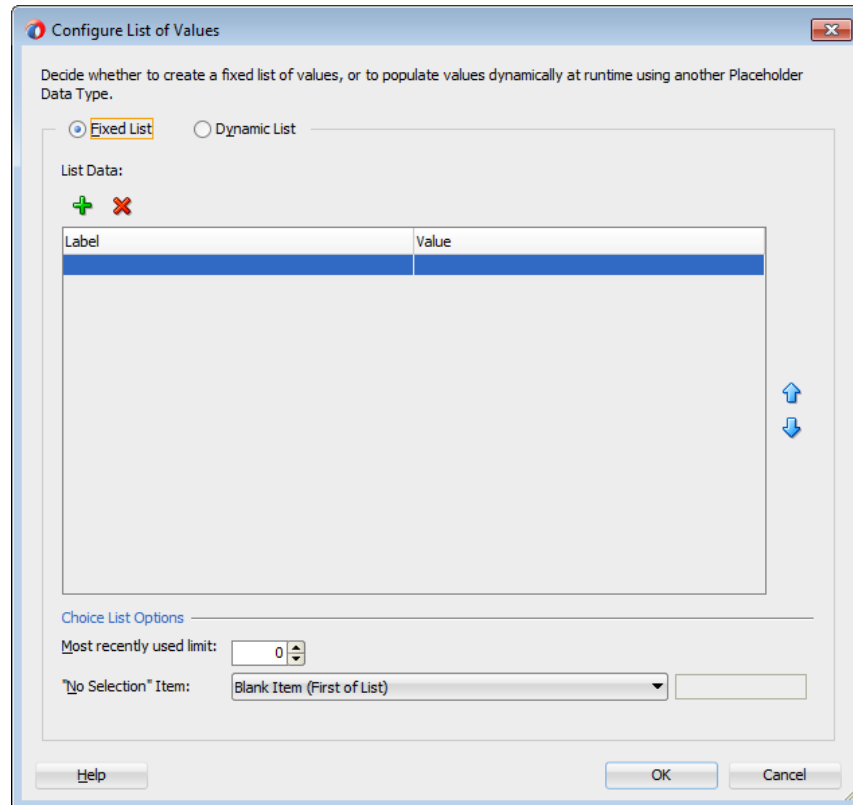 Configure List of Values
Decide whether to create a fixed list of values, or to populate values dynamically at runtime using another Placeholder
Data Type.
Fixed List Dynamic List
List Data:
Label Value
Choice List Options
Most recently used limit: 0
"No Selection" Item: Blank Item (First of List)
Help OK Cancel